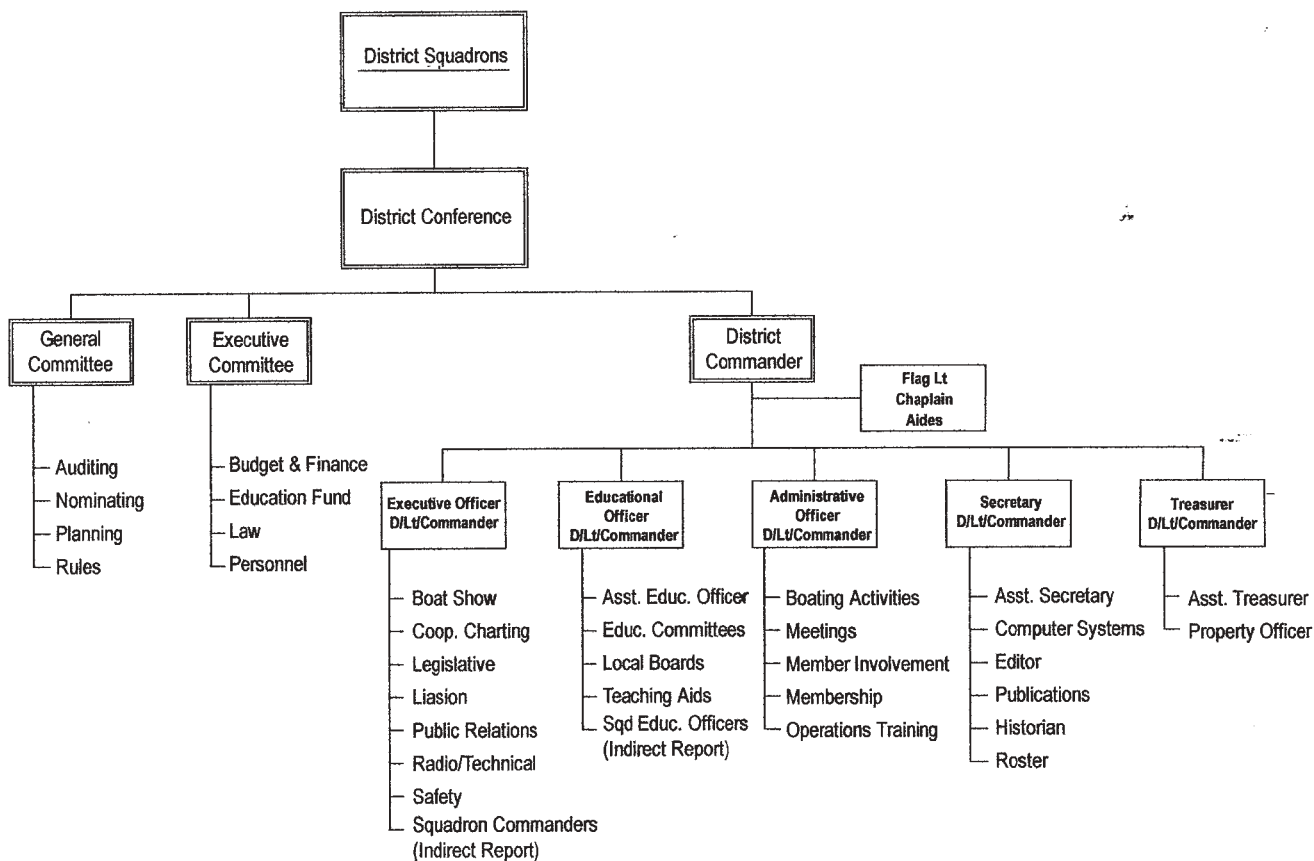 District Squadrons
District Conference
General
Committee
Executive
Committee
District
Commander
Flag Lt
Chaplain
Aides
Auditing
Nominating
Planning
Rules
Budget & Finance
Education Fund
Law
Personnel
Executive Officer
D/Lt/Commander
Educational
Officer
D/Lt/Commander
Administrative
Officer
D/Lt/Commander
Secretary
D/Lt/Commander
Treasurer
D/Lt/Commander
Boat Show
Coop. Charting
Legislative
Liasion
Public Relations
Radio/Technical
Safety
Squadron Commanders
(Indirect Report)
Asst. Educ. Officer
Educ. Committees
Local Boards
Teaching Aids
Sqd Educ. Officers
(Indirect Report)
Boating Activities
Meetings
Member Involvement
Membership
Operations Training
Asst. Secretary
Computer Systems
Editor
Publications
Historian
Roster
Asst. Treasurer
Property Officer